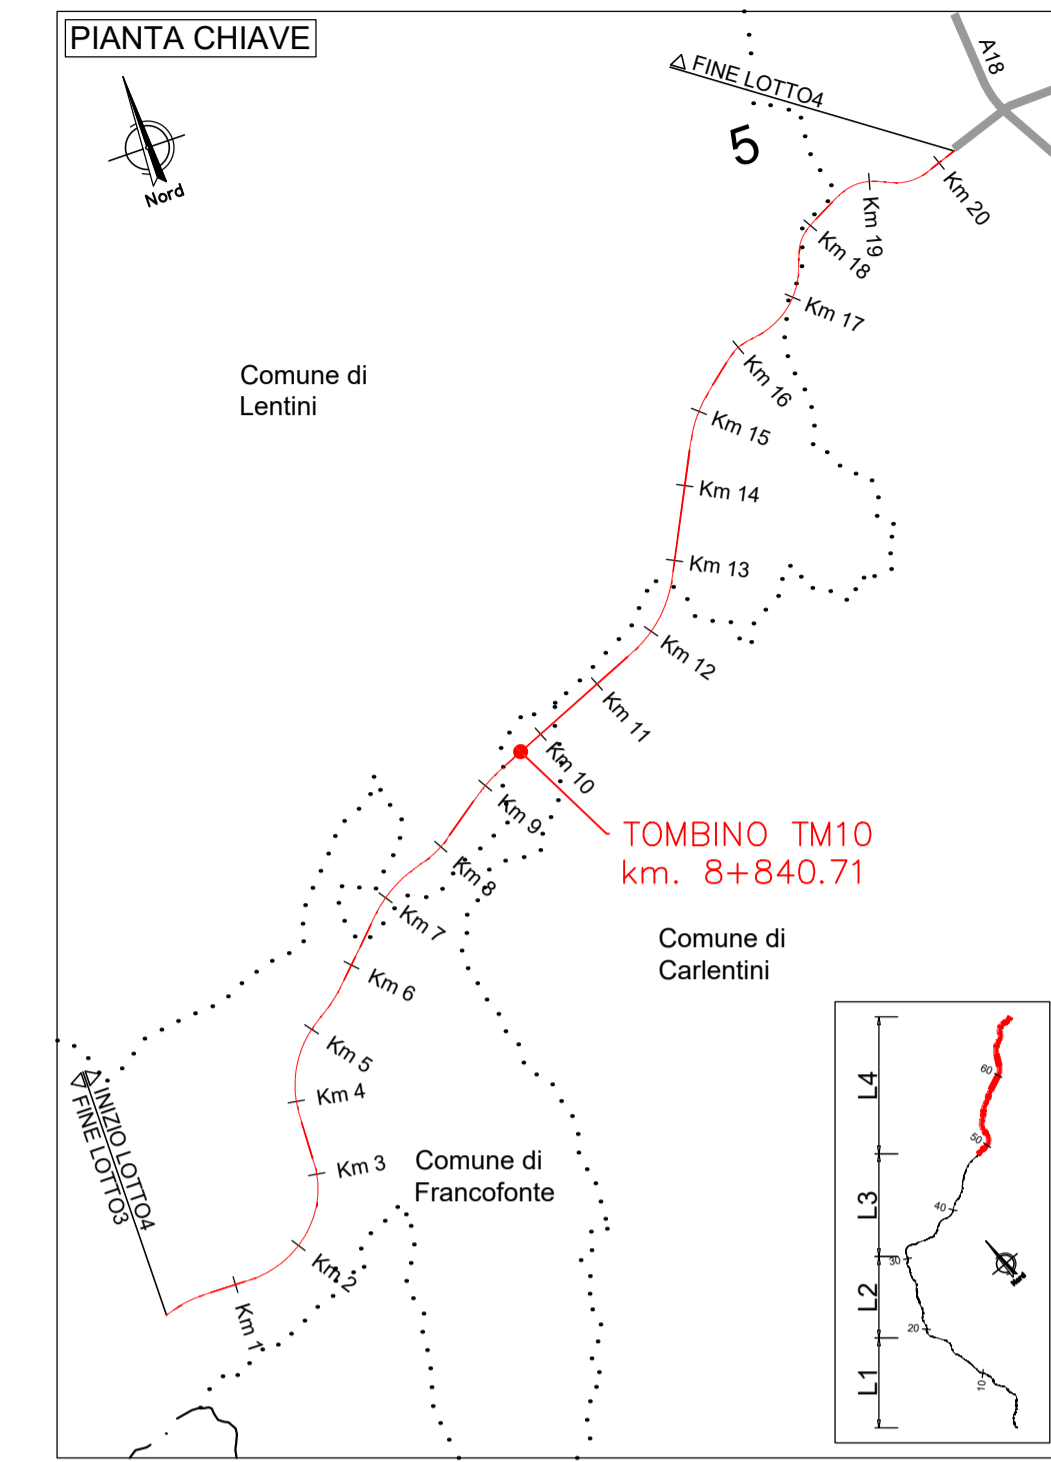 PIANTA CHIAVE
Nord
A18
FINE LOTTO4
5
Km 20
Km 19
Km 18
Km 17
Km 16
Km 15
Km 14
Km 13
Km 12
Km 11
Km 10
Km 9
Km 8
Km 7
Km 6
Km 5
Km 4
Km 3
Km 2
Km 1
Comune di
Lentini
TOMBINO TM10
km. 8+840.71
Comune di
Carlentini
Comune di
Francofonte
INIZIO LOTTO4
FINE LOTTO3
L4
L3
L2
L1
60
50
40
30
20
10